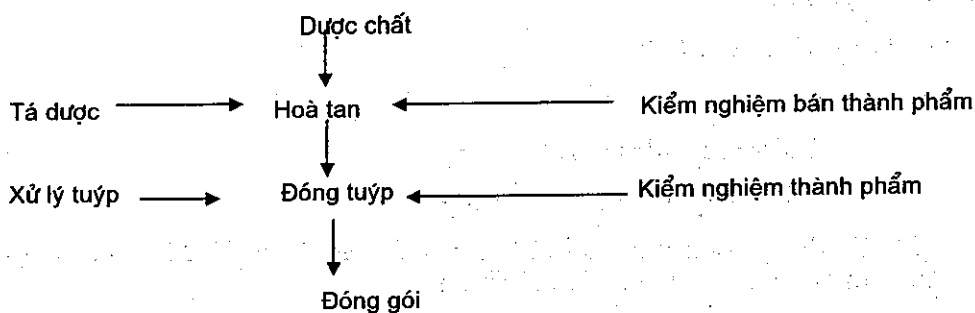 Dược chất
Tá dược
Hoà tan
Kiểm nghiệm bán thành phẩm
Xử lý tuýp
Đóng tuýp
Kiểm nghiệm thành phẩm
Đóng gói